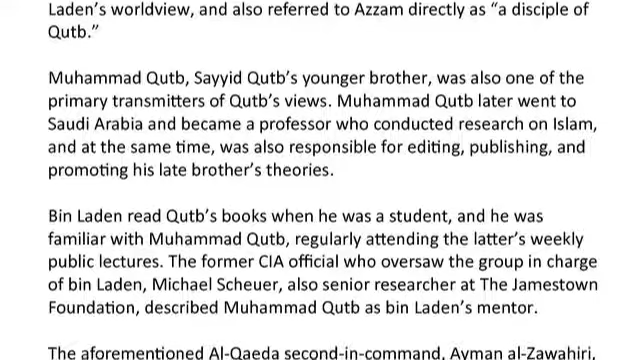 Laden’s worldview, and also referred to Azzam directly as “a disciple of
Qutb.”
Muhammad Qutb, Sayyid Qutb’s younger brother, was also one of the
primary transmitters of Qutb’s views. Muhammad Qutb later went to
Saudi Arabia and became a professor who conducted research on Islam,
and at the same time, was also responsible for editing, publishing, and
promoting his late brother’s theories.
Bin Laden read Qutb’s books when he was a student, and he was
familiar with Muhammad Qutb, regularly attending the latter’s weekly
public lectures. The former CIA official who oversaw the group in charge
of bin Laden, Michael Scheuer, also senior researcher at The Jamestown
Foundation, described Muhammad Qutb as bin Laden’s mentor.
The aforementioned Al-Qaeda second-in-command, Ayman al-Zawahiri,